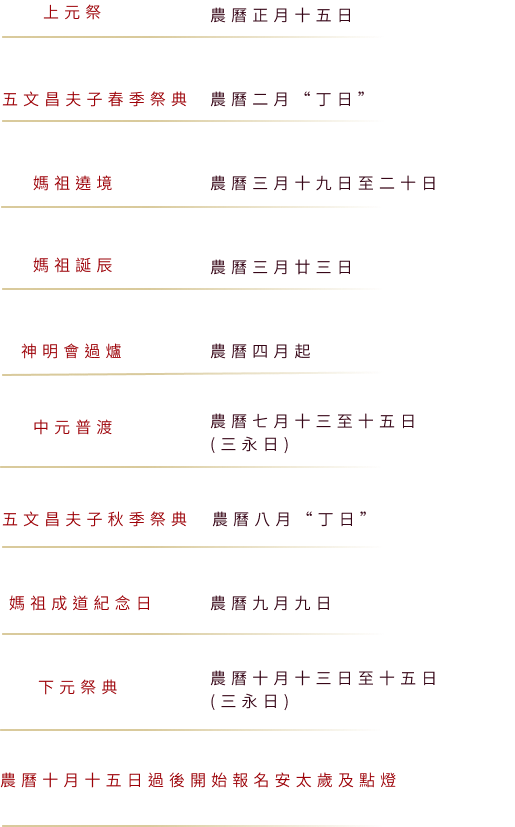 上元祭 農曆正月十五日
五文昌夫子春季祭典 農曆二月“丁日”
媽祖遶境 農曆三月十九日至二十日
媽祖誕辰 農曆三月廿三日
神明會過爐 農曆四月起
中元普渡 農曆七月十三至十五日
(三永日)
五文昌夫子秋季祭典 農曆八月“丁日”
媽祖成道紀念日 農曆九月九日
下元祭典 農曆十月十三日至十五日
(三永日)
農曆十月十五日過後開始報名安太歲及點燈